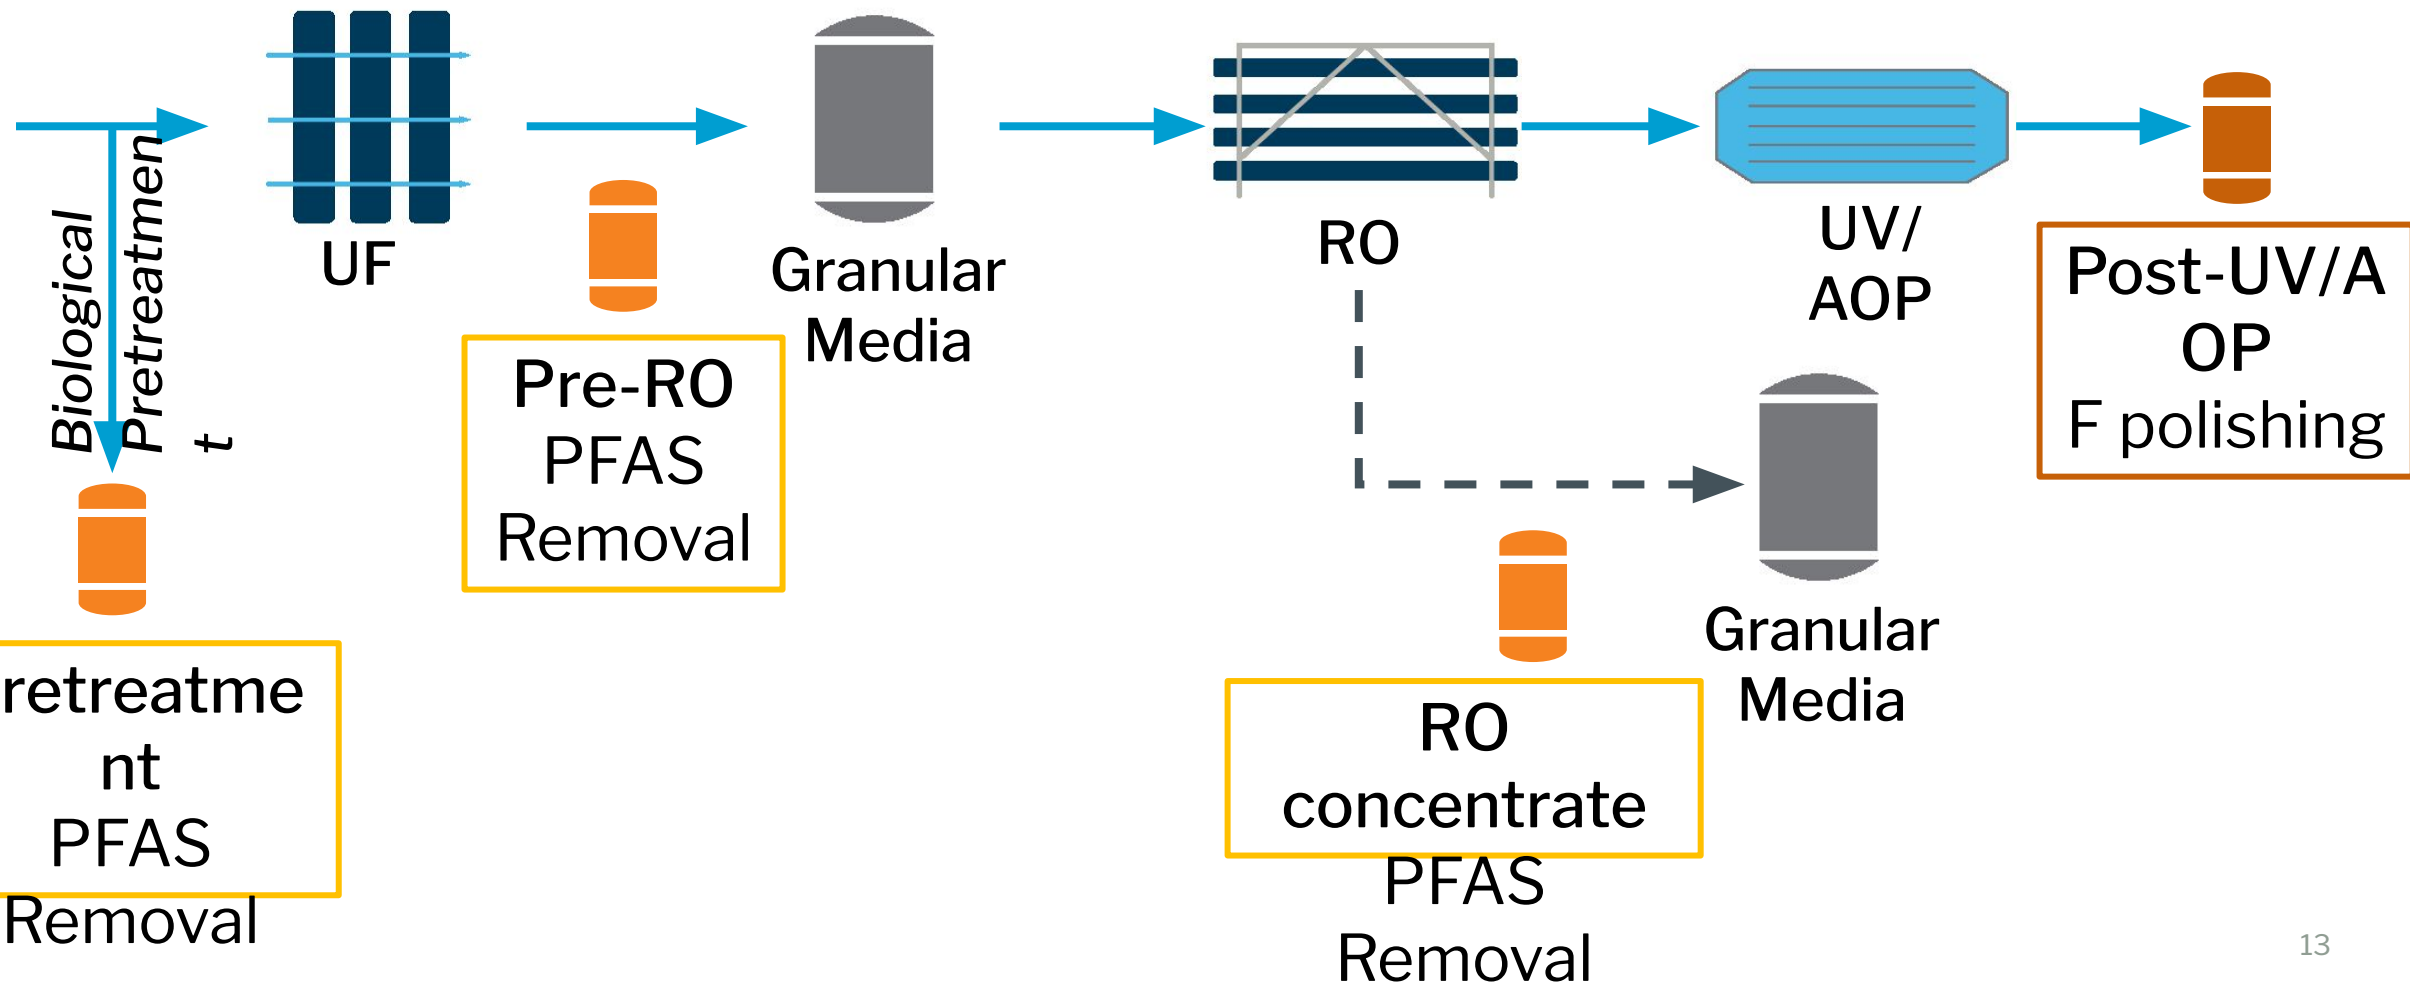 Biological
Pretreatmen
t
UF
Granular
Media
RO
UV/
AOP
Post-UV/A
OP
F polishing
Pre-RO
PFAS
Removal
Granular
Media
retreatme
nt
PFAS
Removal
RO
concentrate
PFAS
Removal
13